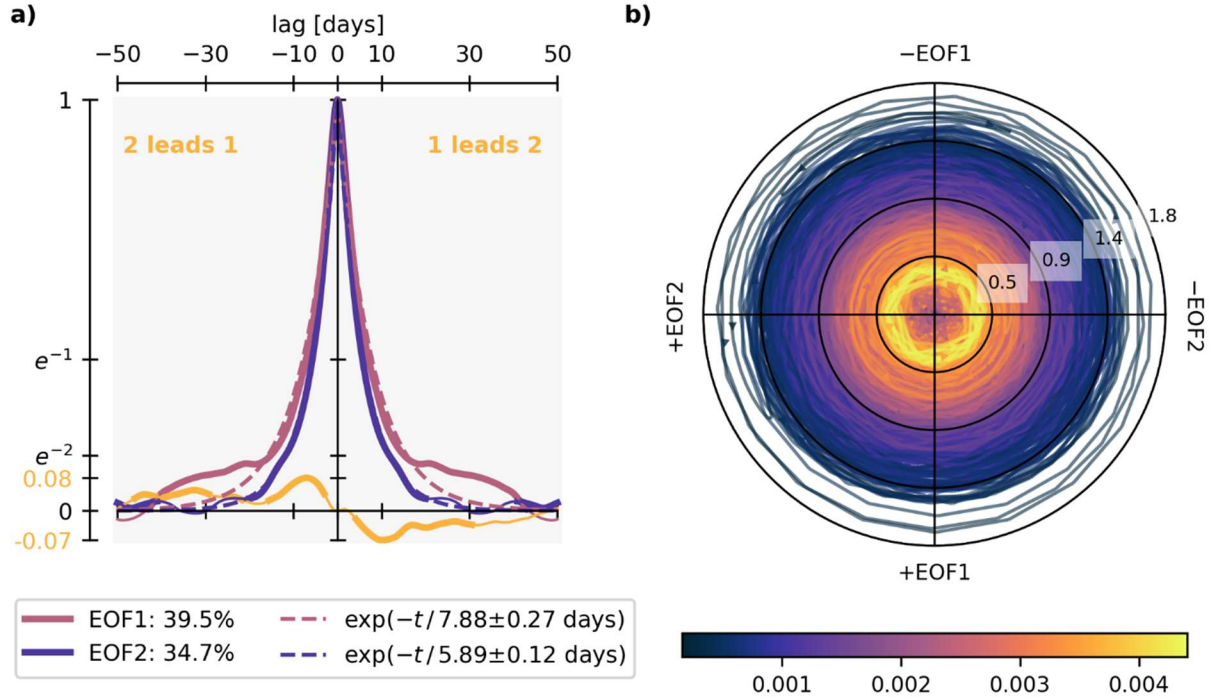 a)
lag [days]
−50 −30 −10 0 10 50
1
2 leads 1 1 leads 2
e−1
e−2
0.08
0
-0.07
EOF1: 39.5% exp(−t/7.88±0.27 days)
EOF2: 34.7% exp(−t/5.89±0.12 days)
b)
−EOF1
1.8
1.4
0.9
0.5
+EOF2
−EOF2
+EOF1
0.001 0.002 0.003 0.004